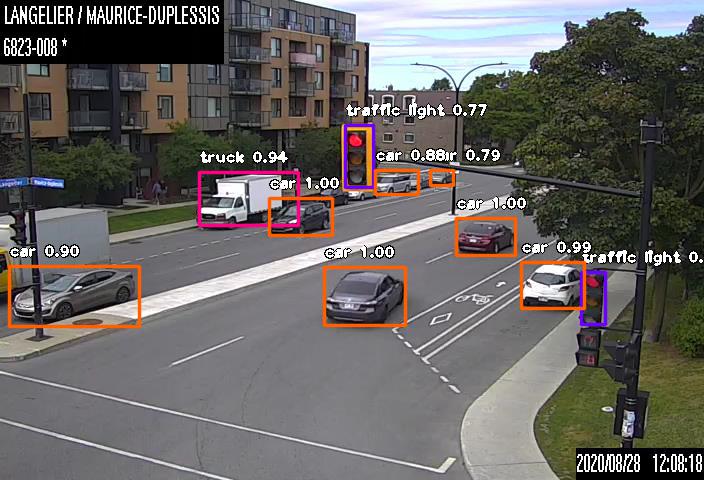 LANGELIER / MAURICE-DUPLESSIS
6823-008 *
traffic light 0.77
car 0.88
0.79
truck 0.94
car 1.00
car 1.00
car 0.90
car 1.00
car 0.99
traffic light 0.
Langelier
2020/08/28 12:08:18